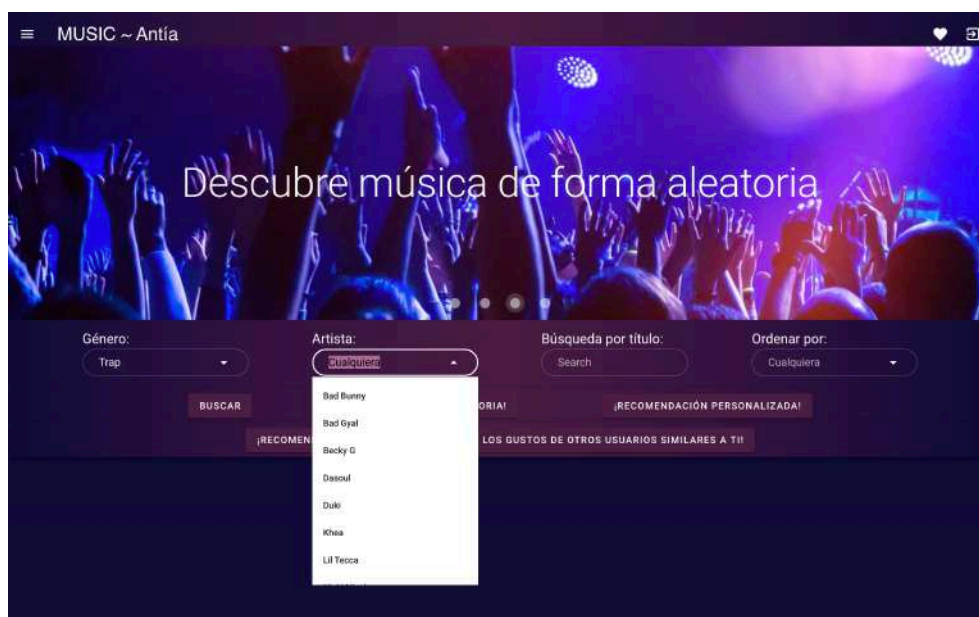 MUSIC ~ Antía
Descubre música de forma aleatoria
Género:
Artista:
Búsqueda por título:
Ordenar por:
Trap
Cualquiera
Search
Cualquiera
Bad Bunny
Bad Gyal
Becky G
Dasoul
Duki
Khea
Lil Tecca
BUSCAR
ORIA!
¡RECOMENDACIÓN PERSONALIZADA!
¡RECOMEN
LOS GUSTOS DE OTROS USUARIOS SIMILARES A TI!